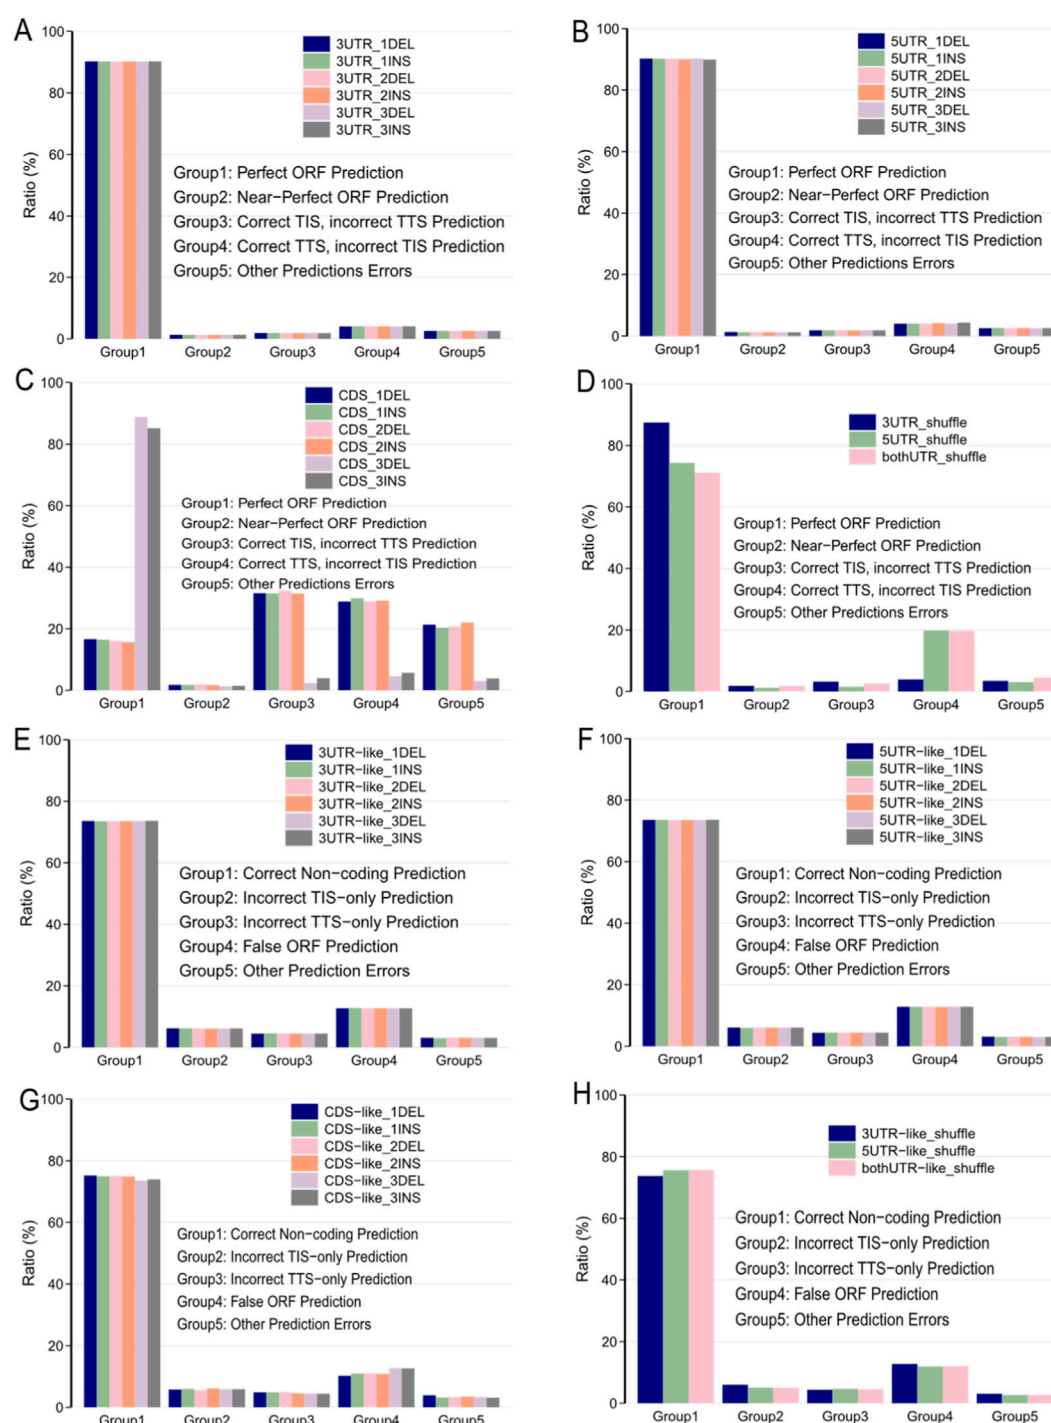 A
100
80
60
40
20
0
Ratio (%)
3UTR_1DEL
3UTR_1INS
3UTR_2DEL
3UTR_2INS
3UTR_3DEL
3UTR_3INS
Group1: Perfect ORF Prediction
Group2: Near−Perfect ORF Prediction
Group3: Correct TIS, incorrect TTS Prediction
Group4: Correct TTS, incorrect TIS Prediction
Group5: Other Predictions Errors
Group1 Group2 Group3 Group4 Group5
B
100
80
60
40
20
0
Ratio (%)
5UTR_1DEL
5UTR_1INS
5UTR_2DEL
5UTR_2INS
5UTR_3DEL
5UTR_3INS
Group1: Perfect ORF Prediction
Group2: Near−Perfect ORF Prediction
Group3: Correct TIS, incorrect TTS Prediction
Group4: Correct TTS, incorrect TIS Prediction
Group5: Other Predictions Errors
Group1 Group2 Group3 Group4 Group5
C
100
80
60
40
20
0
Ratio (%)
CDS_1DEL
CDS_1INS
CDS_2DEL
CDS_2INS
CDS_3DEL
CDS_3INS
Group1: Perfect ORF Prediction
Group2: Near−Perfect ORF Prediction
Group3: Correct TIS, incorrect TTS Prediction
Group4: Correct TTS, incorrect TIS Prediction
Group5: Other Predictions Errors
Group1 Group2 Group3 Group4 Group5
D
100
80
60
40
20
0
Ratio (%)
3UTR_shuffle
5UTR_shuffle
bothUTR_shuffle
Group1: Perfect ORF Prediction
Group2: Near−Perfect ORF Prediction
Group3: Correct TIS, incorrect TTS Prediction
Group4: Correct TTS, incorrect TIS Prediction
Group5: Other Predictions Errors
Group1 Group2 Group3 Group4 Group5
E
100
80
60
40
20
0
Ratio (%)
3UTR−like_1DEL
3UTR−like_1INS
3UTR−like_2DEL
3UTR−like_2INS
3UTR−like_3DEL
3UTR−like_3INS
Group1: Correct Non−coding Prediction
Group2: Incorrect TIS−only Prediction
Group3: Incorrect TTS−only Prediction
Group4: False ORF Prediction
Group5: Other Prediction Errors
Group1 Group2 Group3 Group4 Group5
F
100
80
60
40
20
0
Ratio (%)
5UTR−like_1DEL
5UTR−like_1INS
5UTR−like_2DEL
5UTR−like_2INS
5UTR−like_3DEL
5UTR−like_3INS
Group1: Correct Non−coding Prediction
Group2: Incorrect TIS−only Prediction
Group3: Incorrect TTS−only Prediction
Group4: False ORF Prediction
Group5: Other Prediction Errors
Group1 Group2 Group3 Group4 Group5
G
100
80
60
40
20
0
Ratio (%)
CDS−like_1DEL
CDS−like_1INS
CDS−like_2DEL
CDS−like_2INS
CDS−like_3DEL
CDS−like_3INS
Group1: Correct Non−coding Prediction
Group2: Incorrect TIS−only Prediction
Group3: Incorrect TTS−only Prediction
Group4: False ORF Prediction
Group5: Other Prediction Errors
Group1 Group2 Group3 Group4 Group5
H
100
80
60
40
20
0
Ratio (%)
3UTR−like_shuffle
5UTR−like_shuffle
bothUTR−like_shuffle
Group1: Correct Non−coding Prediction
Group2: Incorrect TIS−only Prediction
Group3: Incorrect TTS−only Prediction
Group4: False ORF Prediction
Group5: Other Prediction Errors
Group1 Group2 Group3 Group4 Group5